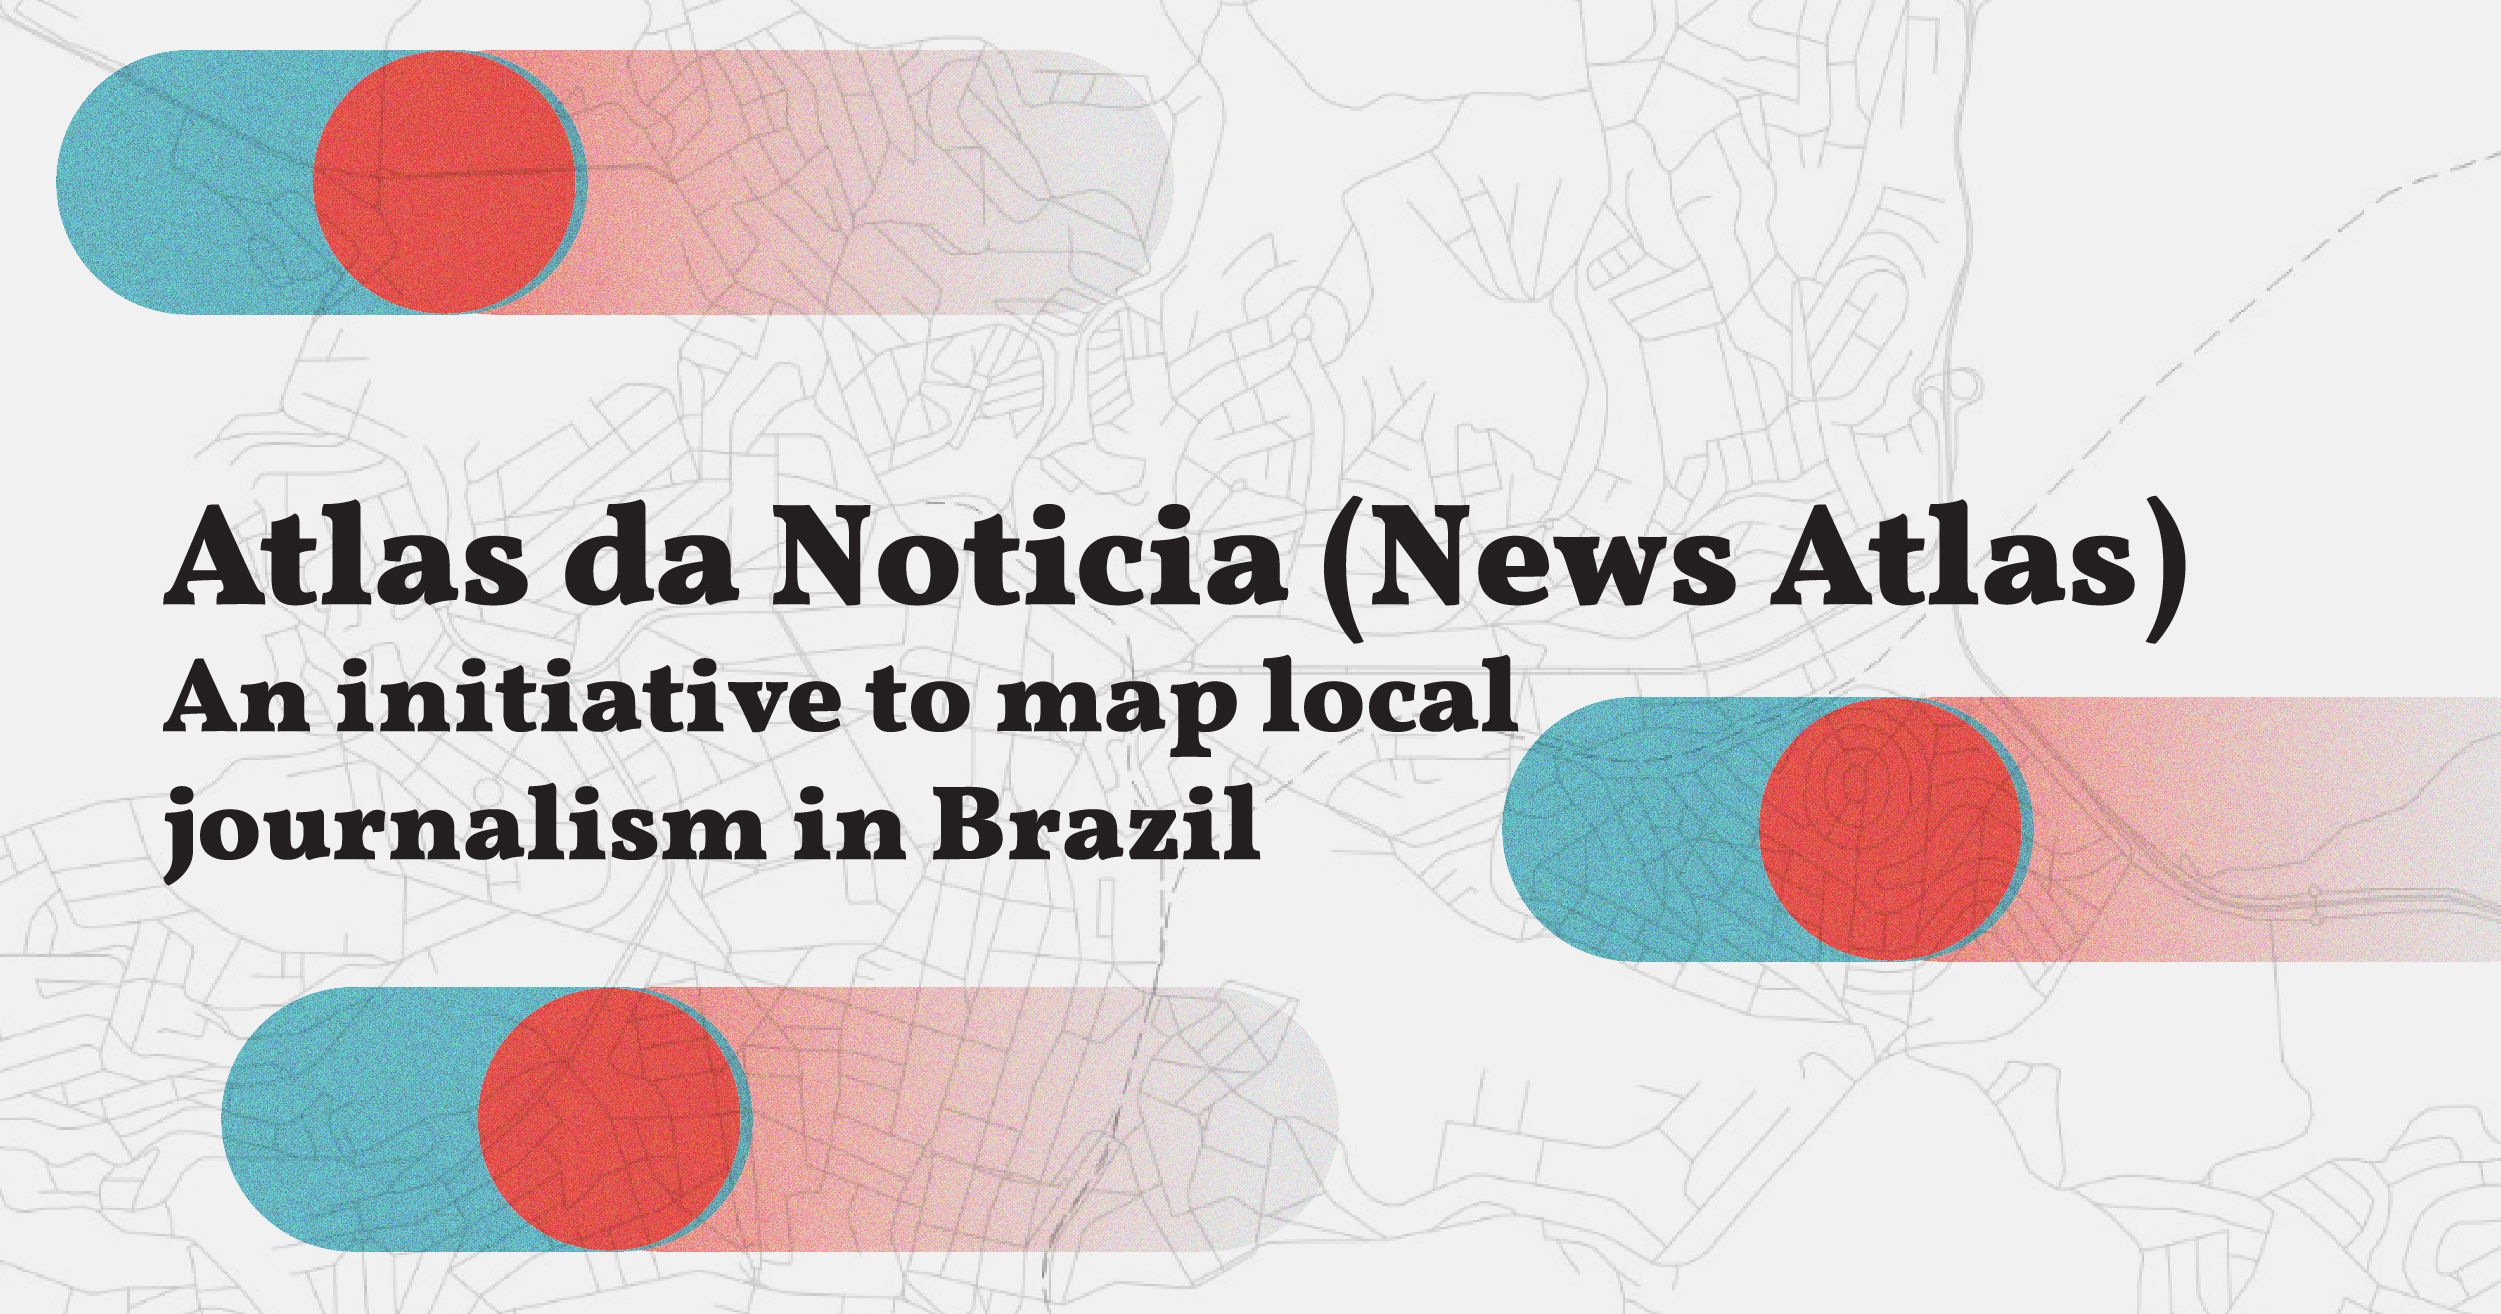 Atlas da Noticia (News Atlas)
An initiative to map local
journalism in Brazil